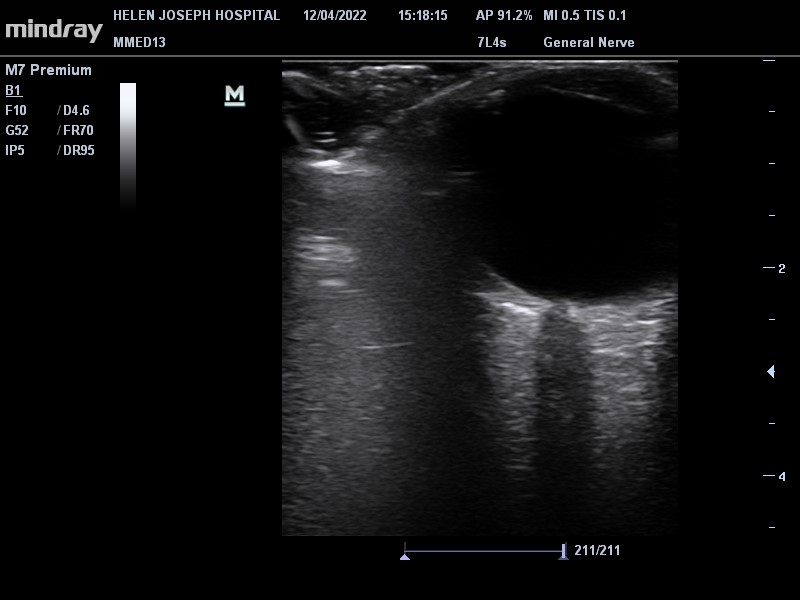 mindray HELEN JOSEPH HOSPITAL 12/04/2022 15:18:15 AP 91.2% MI 0.5 TIS 0.1
MMED13 7L4s General Nerve
M7 Premium
B1
F10 / D4.6
G52 / FR70
IP5 / DR95
M
2
4
211/211